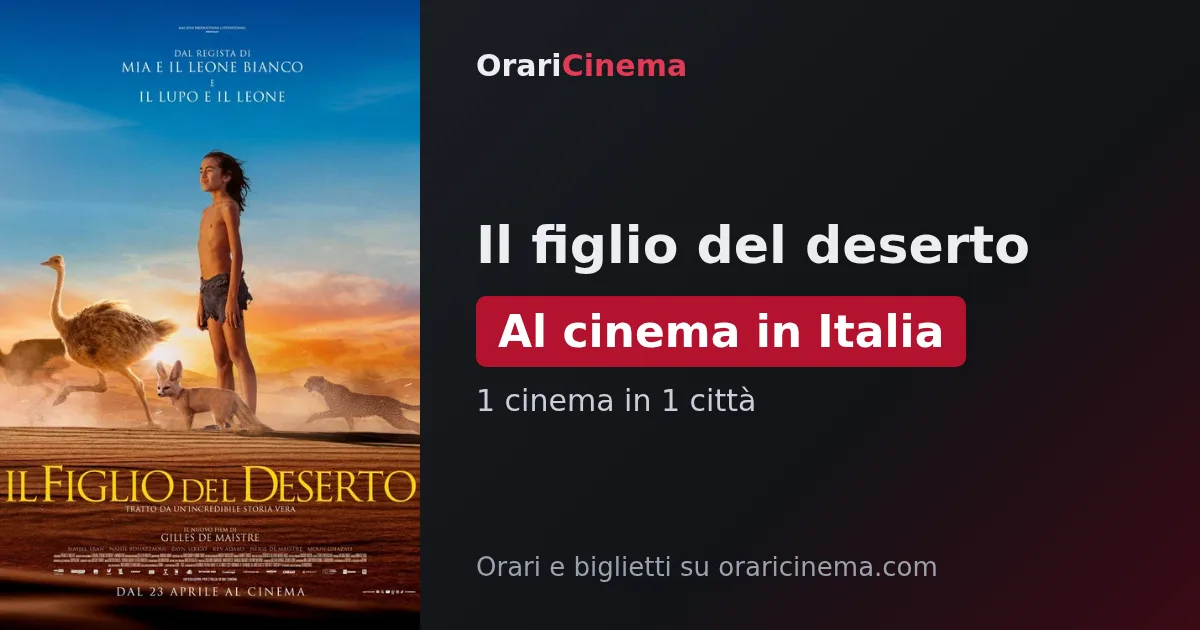 DAL REGISTA DI
MIA E IL LEONE BIANCO
E
IL LUPO E IL LEONE
IL FIGLIO DEL DESERTO
TRATTO DA UN'INCREDIBILE STORIA VERA
IL NUOVO FILM DI
GILLES DE MAISTRE
DAL 23 APRILE AL CINEMA
OrariCinema
Il figlio del deserto
Al cinema in Italia
1 cinema in 1 città
Orari e biglietti su oraricinema.com